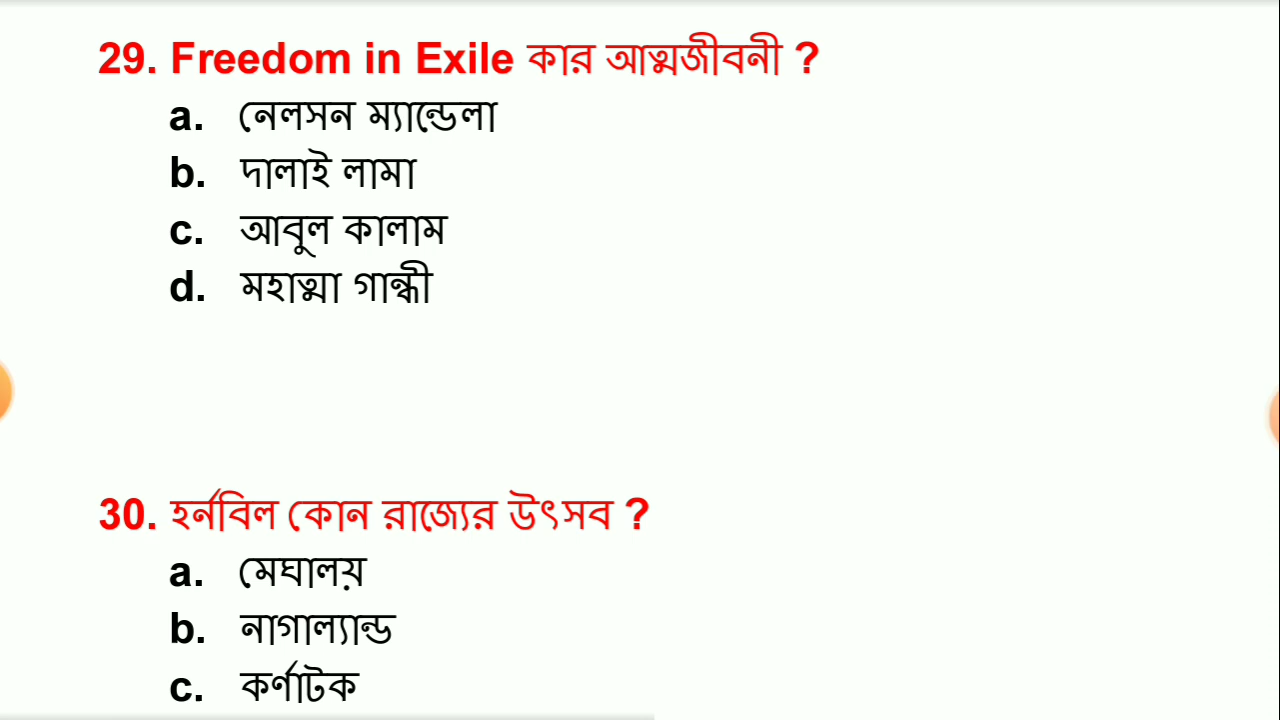 29. Freedom in Exile কার আত্মজীবনী ?
a. নেলসন ম্যান্ডেলা
b. দালাই লামা
c. আবুল কালাম
d. মহাত্মা গান্ধী
30. হর্নবিল কোন রাজ্যের উৎসব ?
a. মেঘালয়
b. নাগাল্যান্ড
c. কর্ণাটক